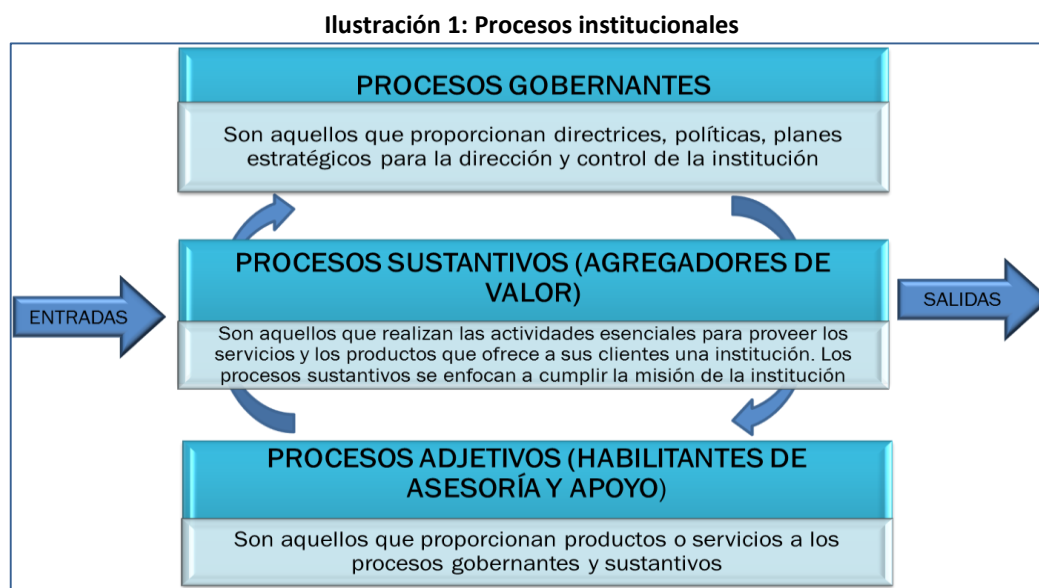 Ilustración 1: Procesos institucionales
PROCESOS GOBERNANTES
Son aquellos que proporcionan directrices, políticas, planes
estratégicos para la dirección y control de la institución
PROCESOS SUSTANTIVOS (AGREGADORES DE
VALOR)
ENTRADAS
SALIDAS
Son aquellos que realizan las actividades esenciales para proveer los
servicios y los productos que ofrece a sus clientes una institución. Los
procesos sustantivos se enfocan a cumplir la misión de la institución
PROCESOS ADJETIVOS (HABILITANTES DE
ASESORÍA Y APOYO)
Son aquellos que proporcionan productos o servicios a los
procesos gobernantes y sustantivos